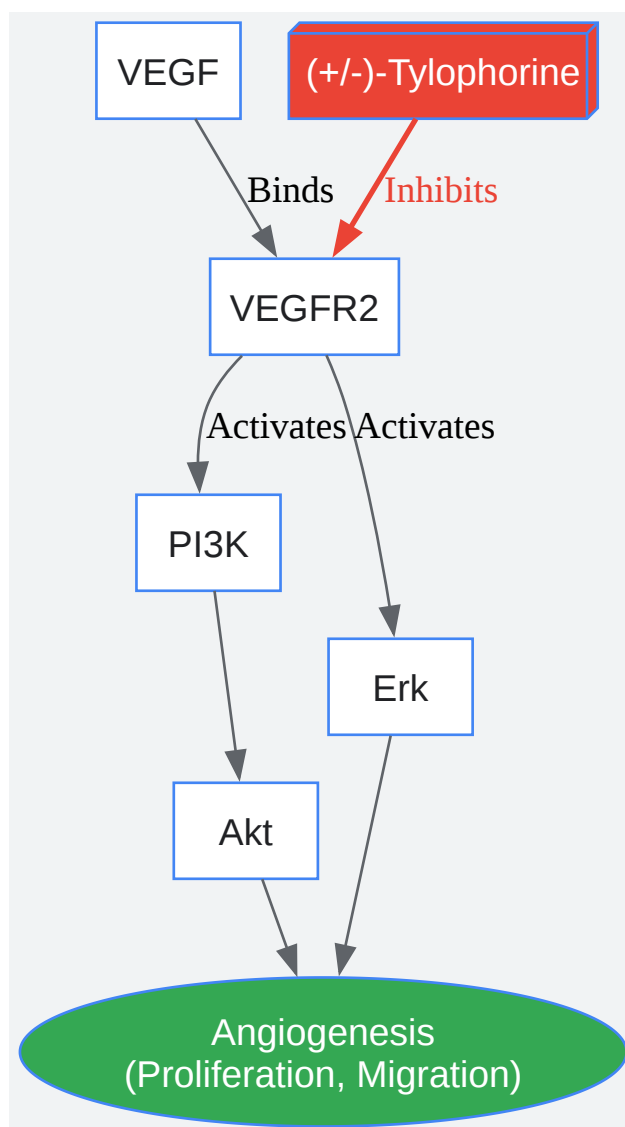 VEGF
(+/-)-Tylophorine
Binds
Inhibits
VEGFR2
Activates
Activates
PI3K
Erk
Akt
Angiogenesis
(Proliferation, Migration)